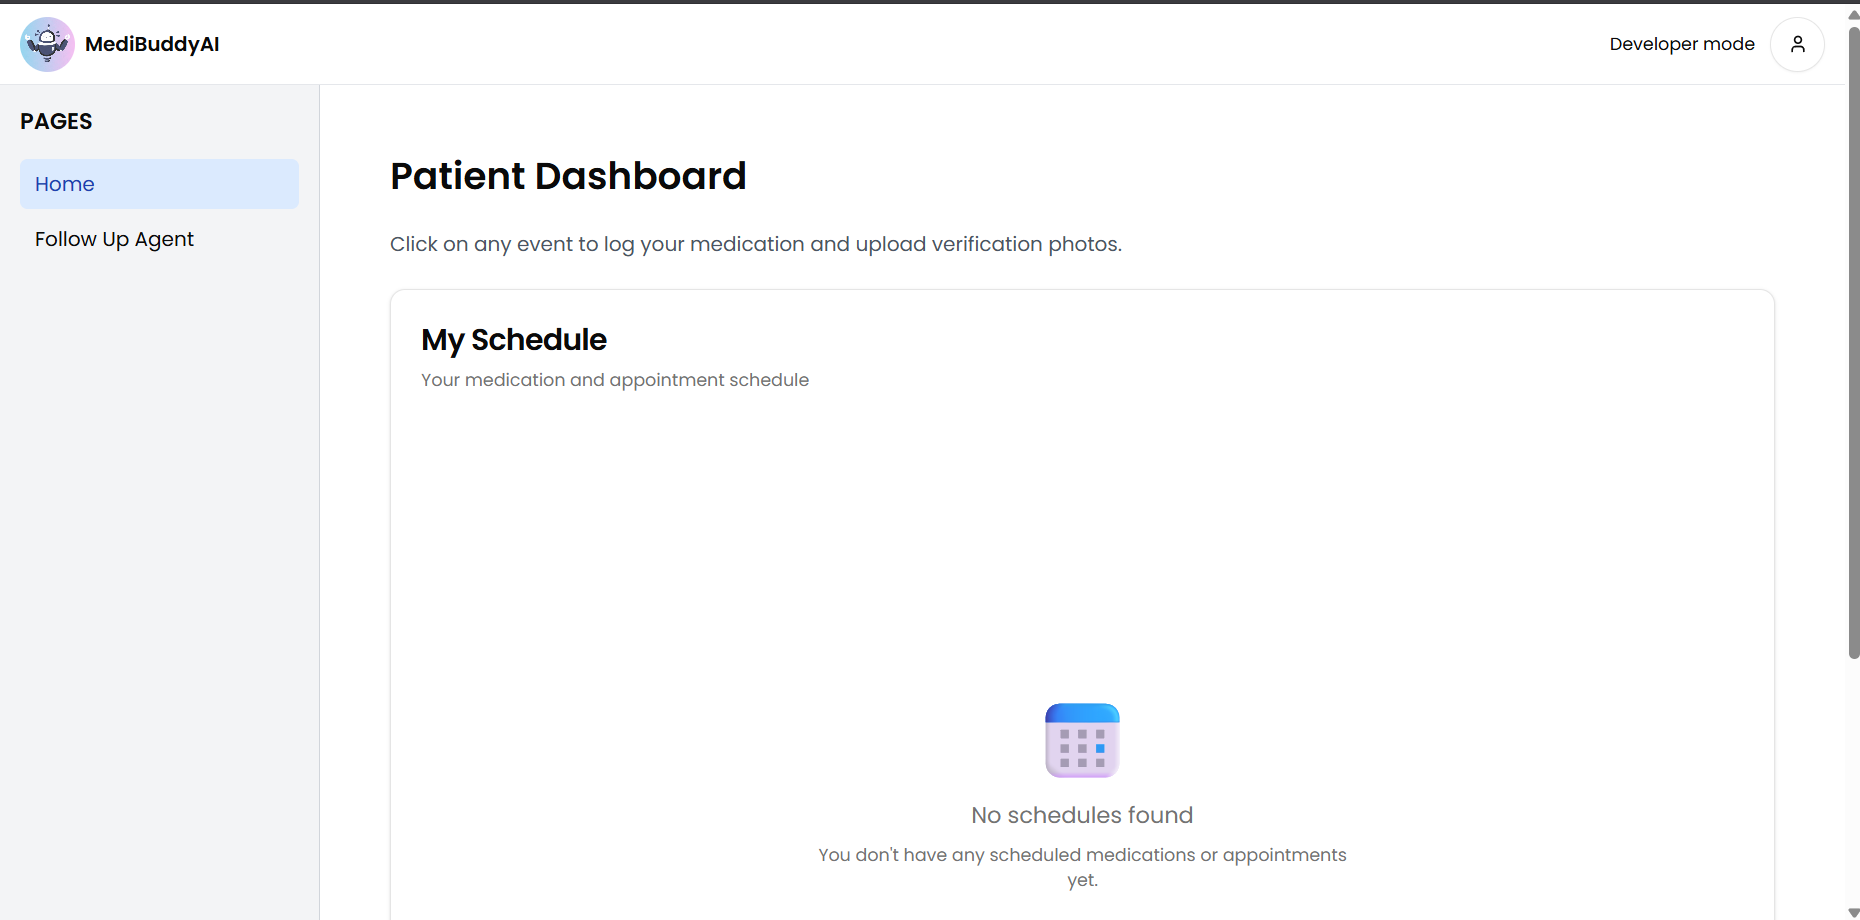 MediBuddyAI
Developer mode
PAGES
Home
Follow Up Agent
Patient Dashboard
Click on any event to log your medication and upload verification photos.
My Schedule
Your medication and appointment schedule
No schedules found
You don't have any scheduled medications or appointments
yet.